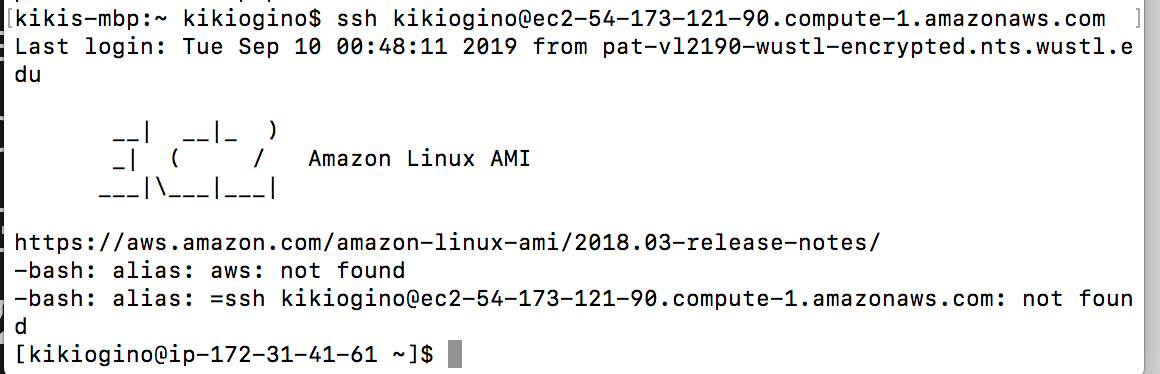 [kikis-mbp:~ kikiogino$ ssh kikiogino@ec2-54-173-121-90.compute-1.amazonaws.com ]
Last login: Tue Sep 10 00:48:11 2019 from pat-vl2190-wustl-encrypted.nts.wustl.e
du
       __|  __|_  )
       _|  (     /   Amazon Linux AMI
      ___|\___|___|
https://aws.amazon.com/amazon-linux-ami/2018.03-release-notes/
-bash: alias: aws: not found
-bash: alias: =ssh kikiogino@ec2-54-173-121-90.compute-1.amazonaws.com: not foun
d
[kikiogino@ip-172-31-41-61 ~]$